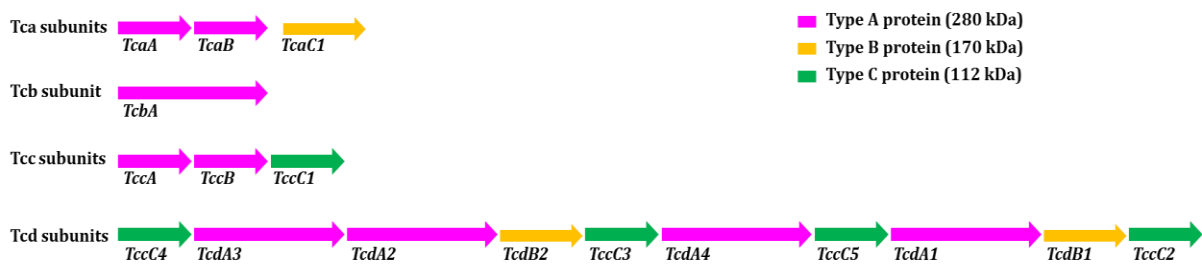 Tca subunits
TcaA TcaB TcaC1
Type A protein (280 kDa)
Type B protein (170 kDa)
Type C protein (112 kDa)
Tcb subunit
TcbA
Tcc subunits
TccA TccB TccC1
Tcd subunits
TccC4 TcdA3 TcdA2 TcdB2 TccC3 TcdA4 TccC5 TcdA1 TcdB1 TccC2